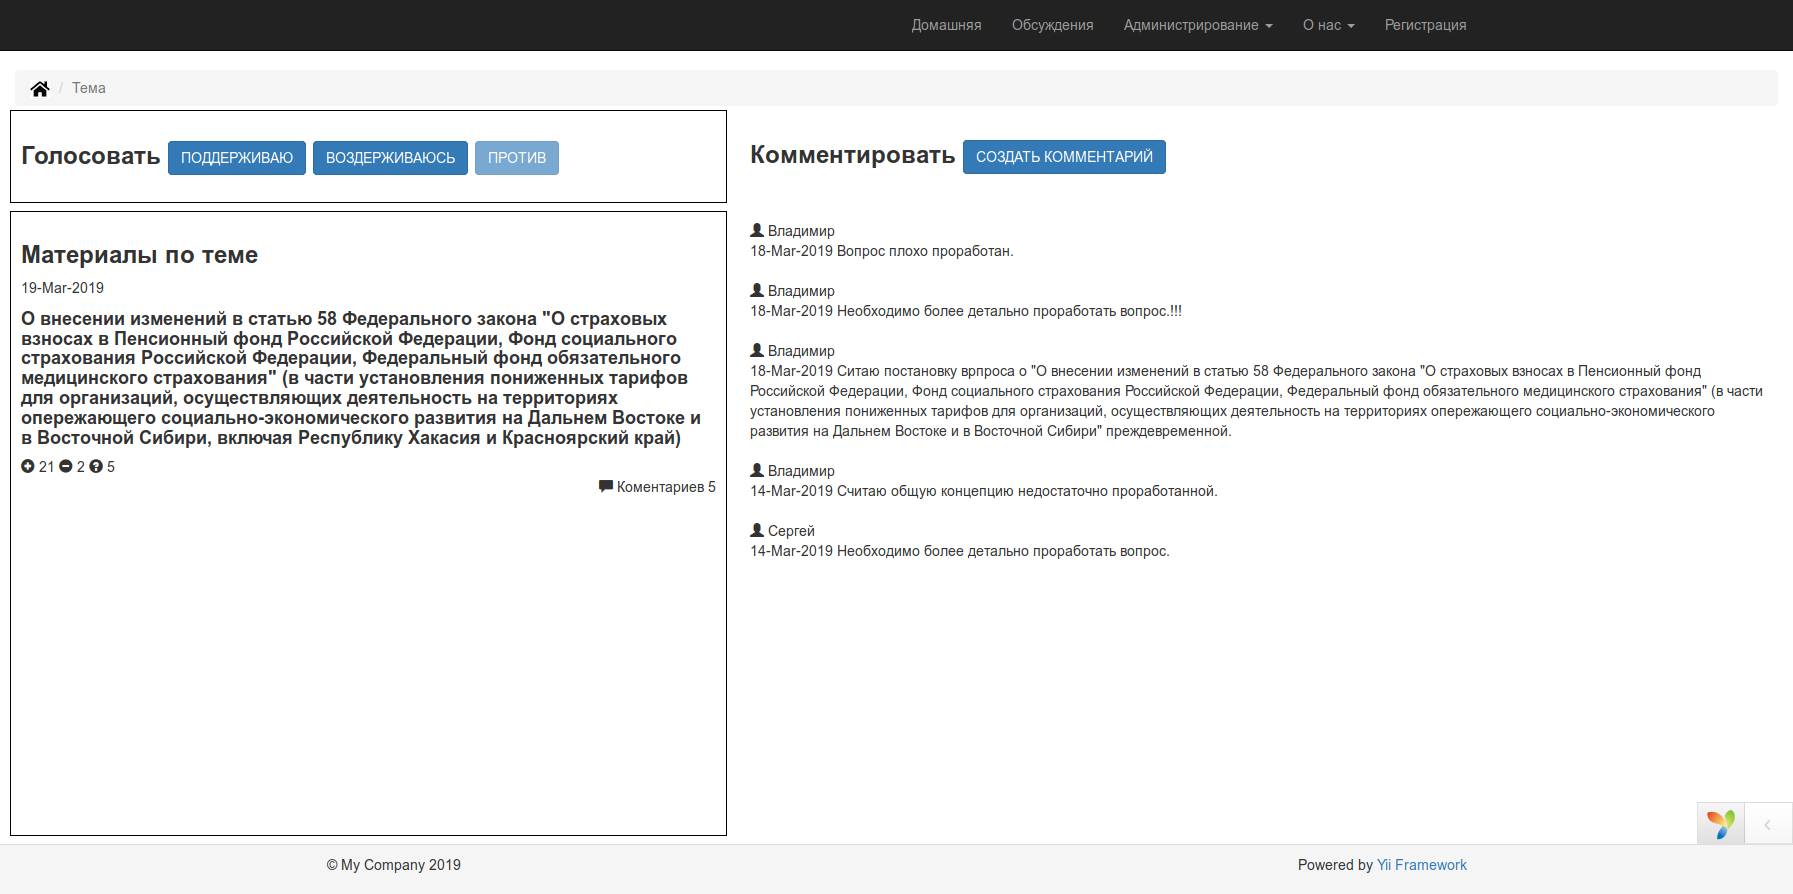 Домашняя Обсуждения Администрирование О нас Регистрация
/ Тема
Голосовать ПОДДЕРЖИВАЮ ВОЗДЕРЖИВАЮСЬ ПРОТИВ
Материалы по теме
19-Mar-2019
О внесении изменений в статью 58 Федерального закона "О страховых
взносах в Пенсионный фонд Российской Федерации, Фонд социального
страхования Российской Федерации, Федеральный фонд обязательного
медицинского страхования" (в части установления пониженных тарифов
для организаций, осуществляющих деятельность на территориях
опережающего социально-экономического развития на Дальнем Востоке и
в Восточной Сибири, включая Республику Хакасия и Красноярский край)
21 2 5
Коментариев 5
Комментировать СОЗДАТЬ КОММЕНТАРИЙ
Владимир
18-Mar-2019 Вопрос плохо проработан.
Владимир
18-Mar-2019 Необходимо более детально проработать вопрос.!!!
Владимир
18-Mar-2019 Ситаю постановку врпроса о "О внесении изменений в статью 58 Федерального закона "О страховых взносах в Пенсионный фонд
Российской Федерации, Фонд социального страхования Российской Федерации, Федеральный фонд обязательного медицинского страхования" (в части
установления пониженных тарифов для организаций, осуществляющих деятельность на территориях опережающего социально-экономического
развития на Дальнем Востоке и в Восточной Сибири" преждевременной.
Владимир
14-Mar-2019 Считаю общую концепцию недостаточно проработанной.
Сергей
14-Mar-2019 Необходимо более детально проработать вопрос.
© My Company 2019
Powered by Yii Framework